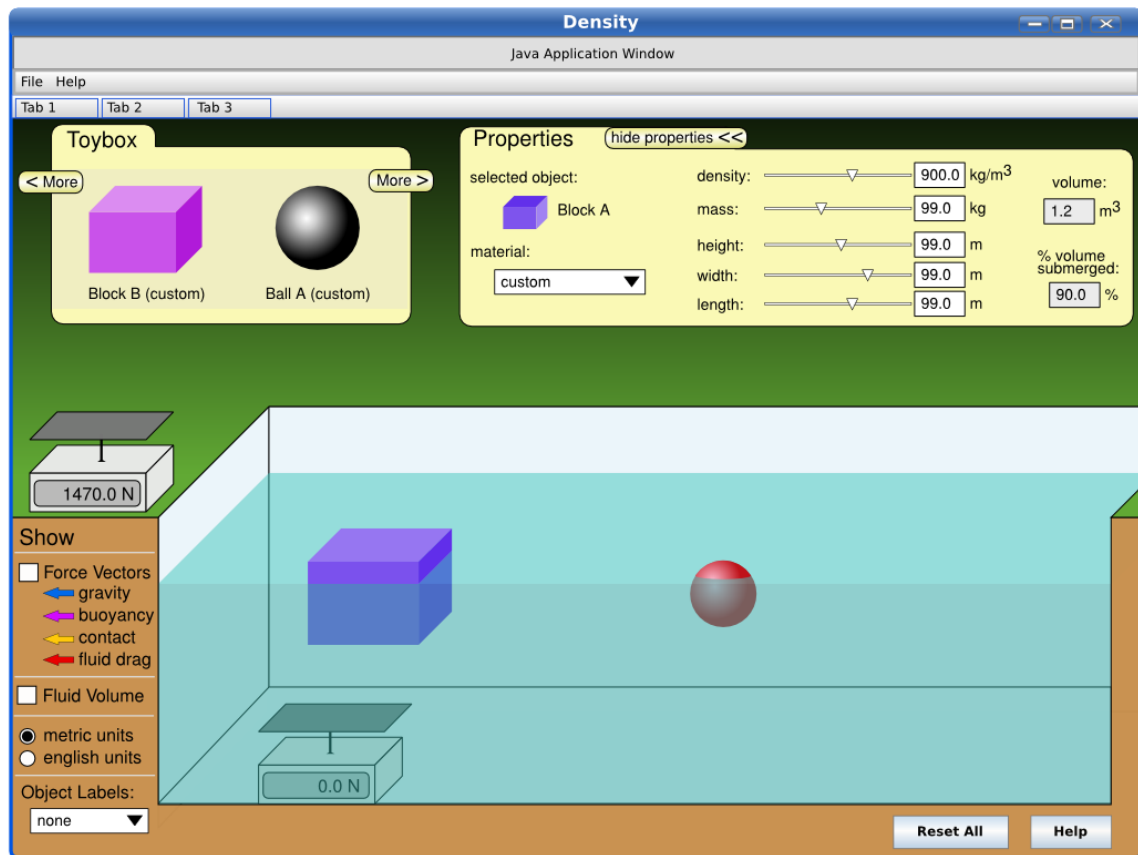 Density
Java Application Window
File Help
Tab 1 Tab 2 Tab 3
Toybox
< More
More >
Block B (custom) Ball A (custom)
Properties hide properties <<
selected object:
Block A
material:
custom
density: 900.0 kg/m³
mass: 99.0 kg
height: 99.0 m
width: 99.0 m
length: 99.0 m
volume:
1.2 m³
% volume
submerged:
90.0 %
1470.0 N
Show
Force Vectors
gravity
buoyancy
contact
fluid drag
Fluid Volume
metric units
english units
Object Labels:
none
0.0 N
Reset All Help